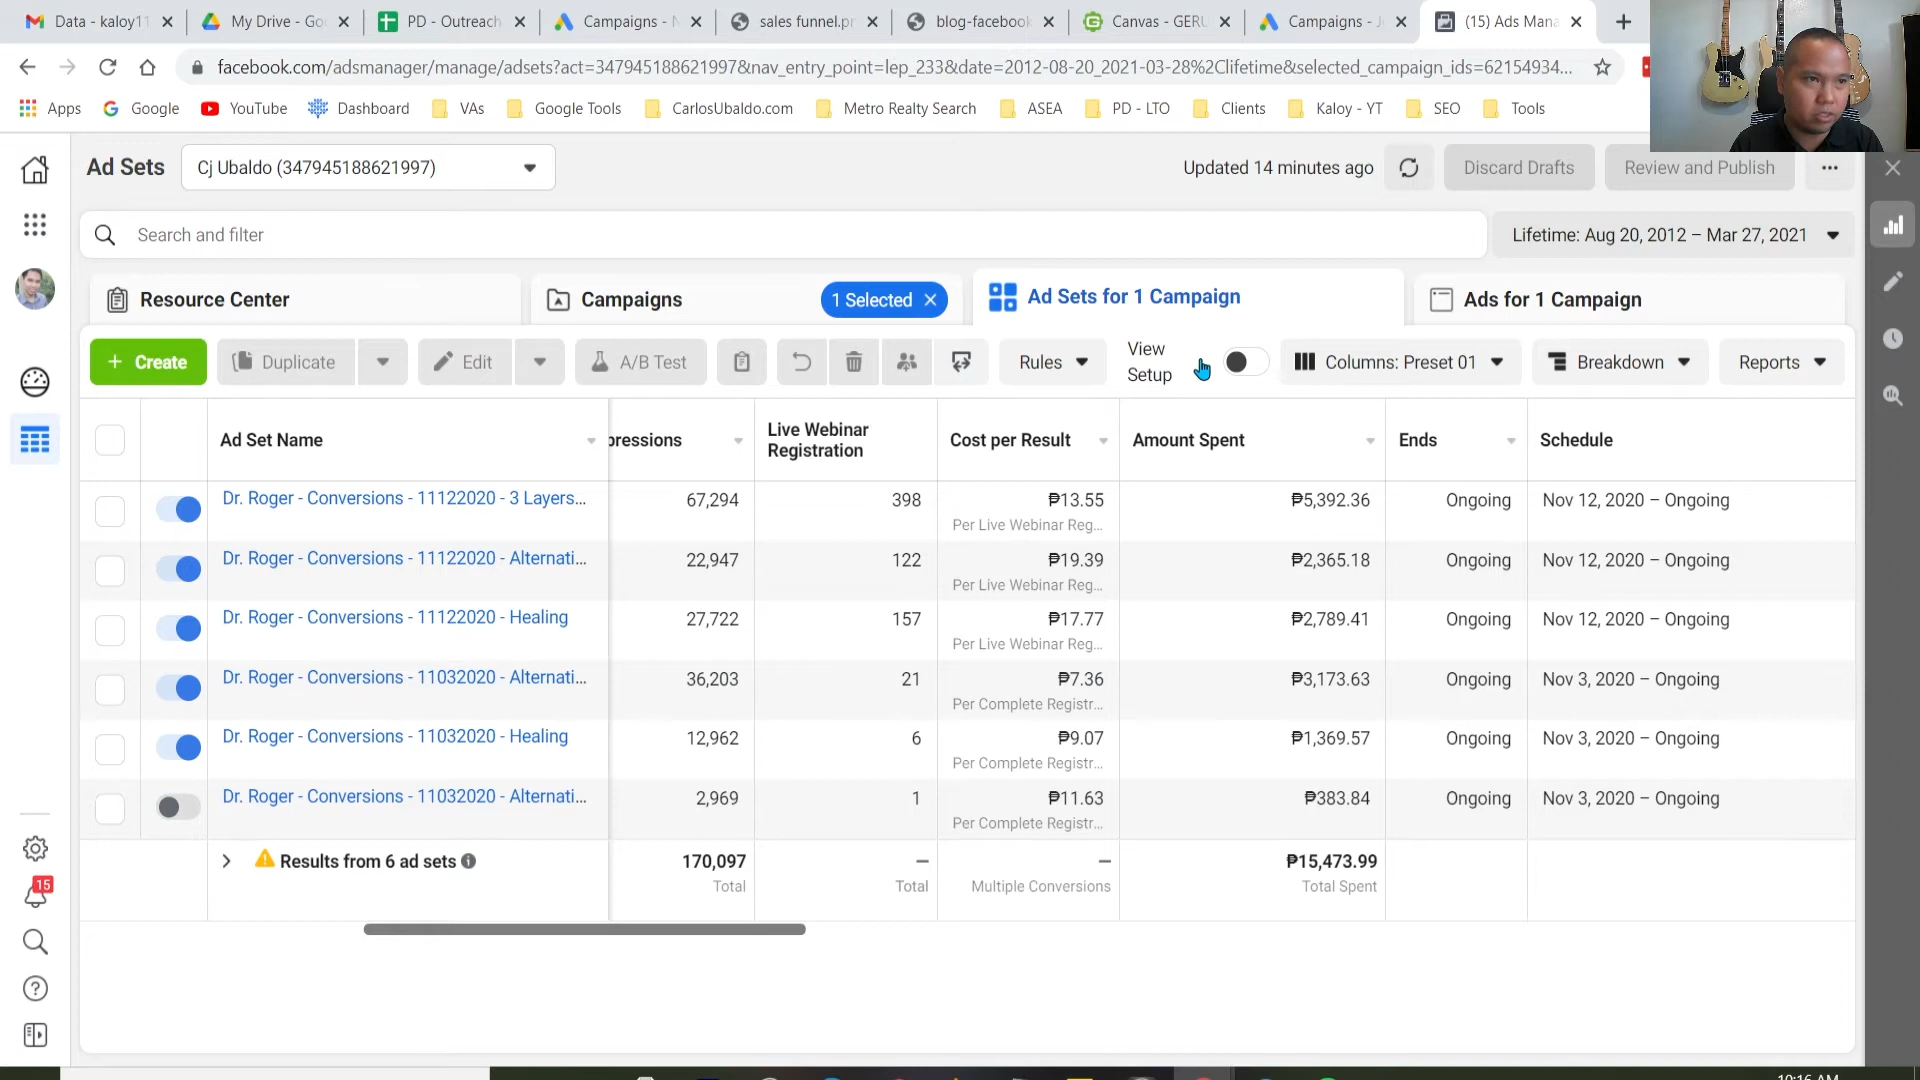 Data - kaloy11
My Drive - Go
PD - Outreach
Campaigns - N
sales funnel.p
blog-facebook
Canvas - GERU
Campaigns - J
(15) Ads Mana
facebook.com/adsmanager/manage/adsets?act=347945188621997&nav_entry_point=lep_233&date=2012-08-20_2021-03-28%2Clifetime&selected_campaign_ids=62154934...
Apps
Google
YouTube
Dashboard
VAs
Google Tools
CarlosUbaldo.com
Metro Realty Search
ASEA
PD - LTO
Clients
Kaloy - YT
SEO
Tools
Ad Sets
Cj Ubaldo (347945188621997)
Updated 14 minutes ago
Discard Drafts
Review and Publish
Search and filter
Lifetime: Aug 20, 2012 – Mar 27, 2021
Resource Center
Campaigns
1 Selected
Ad Sets for 1 Campaign
Ads for 1 Campaign
+ Create
Duplicate
Edit
A/B Test
Rules
View
Setup
Columns: Preset 01
Breakdown
Reports
Ad Set Name
pressions
Live Webinar
Registration
Cost per Result
Amount Spent
Ends
Schedule
Dr. Roger - Conversions - 11122020 - 3 Layers...
67,294
398
₱13.55
Per Live Webinar Reg...
₱5,392.36
Ongoing
Nov 12, 2020 – Ongoing
Dr. Roger - Conversions - 11122020 - Alternati...
22,947
122
₱19.39
Per Live Webinar Reg...
₱2,365.18
Ongoing
Nov 12, 2020 – Ongoing
Dr. Roger - Conversions - 11122020 - Healing
27,722
157
₱17.77
Per Live Webinar Reg...
₱2,789.41
Ongoing
Nov 12, 2020 – Ongoing
Dr. Roger - Conversions - 11032020 - Alternati...
36,203
21
₱7.36
Per Complete Registr...
₱3,173.63
Ongoing
Nov 3, 2020 – Ongoing
Dr. Roger - Conversions - 11032020 - Healing
12,962
6
₱9.07
Per Complete Registr...
₱1,369.57
Ongoing
Nov 3, 2020 – Ongoing
Dr. Roger - Conversions - 11032020 - Alternati...
2,969
1
₱11.63
Per Complete Registr...
₱383.84
Ongoing
Nov 3, 2020 – Ongoing
Results from 6 ad sets
170,097
Total
—
Total
—
Multiple Conversions
₱15,473.99
Total Spent
15
10:16 AM